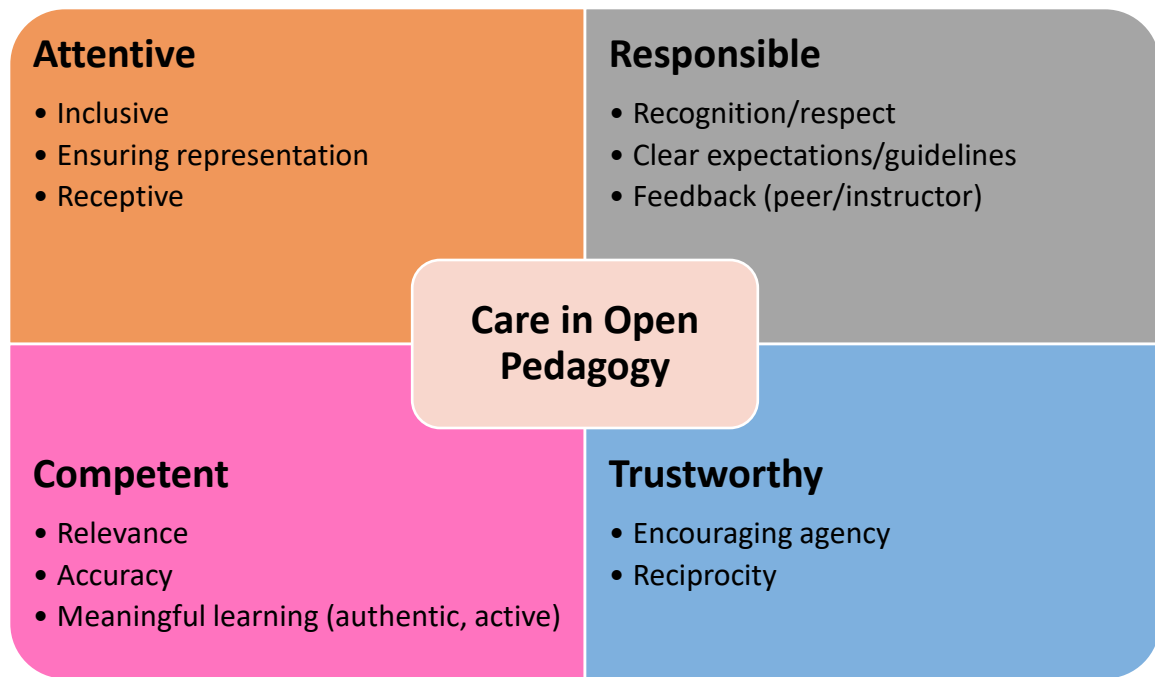 Attentive
• Inclusive
• Ensuring representation
• Receptive
Responsible
• Recognition/respect
• Clear expectations/guidelines
• Feedback (peer/instructor)
Care in Open
Pedagogy
Competent
• Relevance
• Accuracy
• Meaningful learning (authentic, active)
Trustworthy
• Encouraging agency
• Reciprocity